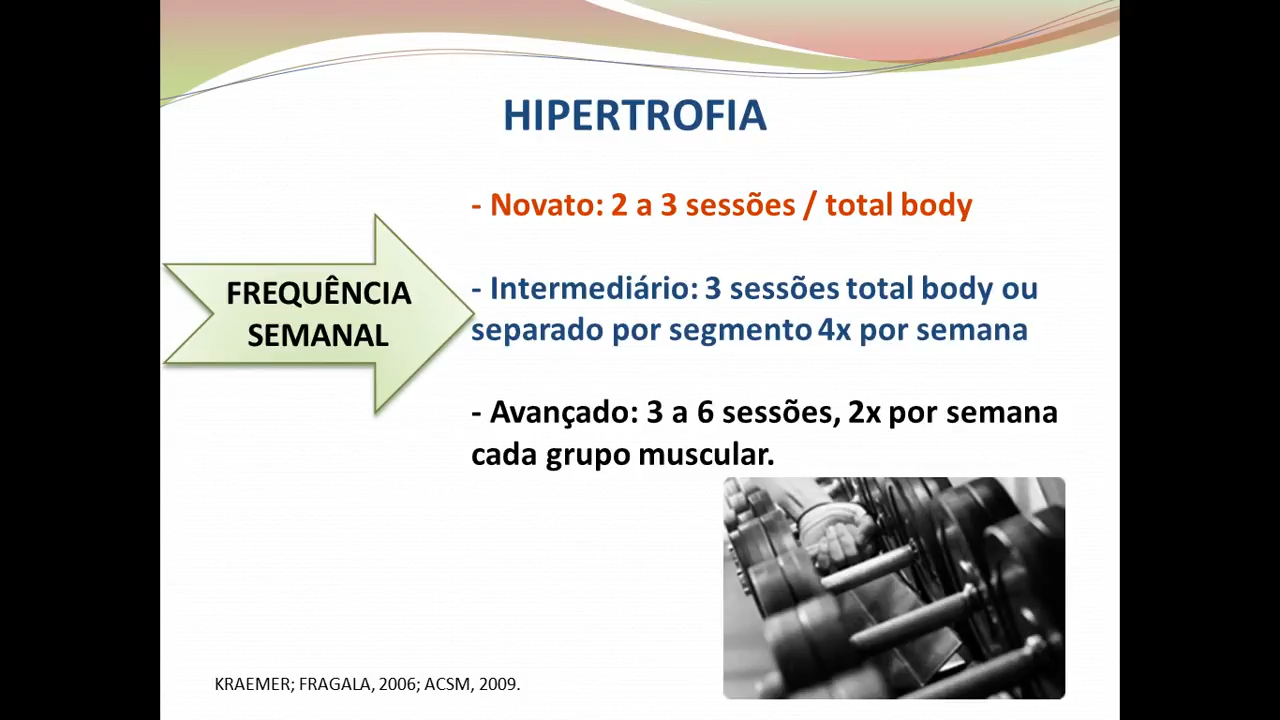 HIPERTROFIA
- Novato: 2 a 3 sessões / total body
FREQUÊNCIA
SEMANAL
- Intermediário: 3 sessões total body ou
separado por segmento 4x por semana
- Avançado: 3 a 6 sessões, 2x por semana
cada grupo muscular.
KRAEMER; FRAGALA, 2006; ACSM, 2009.